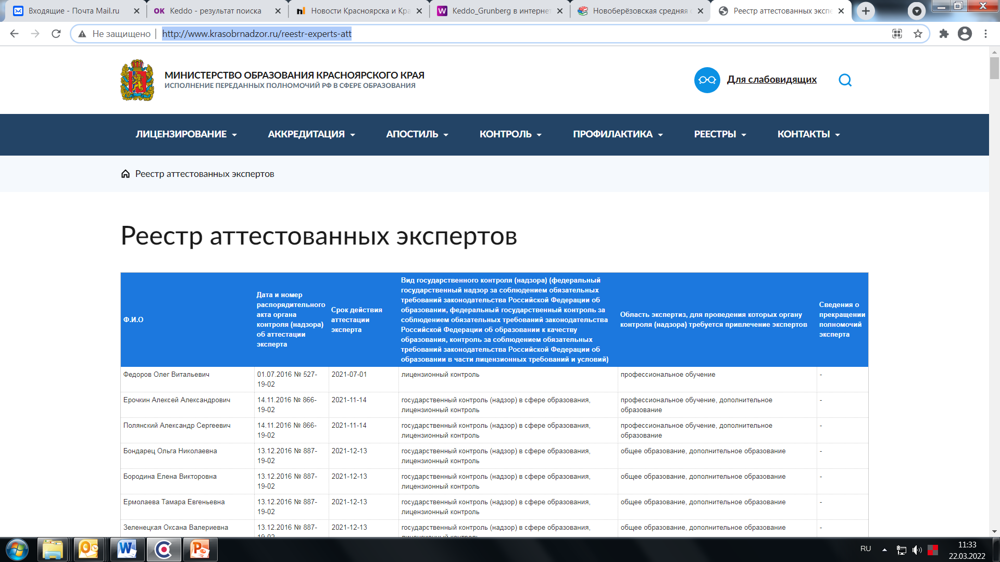 Входящие - Почта Mail.ru
Keddo - результат поиска
Новости Красноярска и Кра
Keddo_Grunberg в интернет
Новоберёзовская средняя
Реестр аттестованных экспе
Не защищено
http://www.krasobrnadzor.ru/reestr-experts-att
МИНИСТЕРСТВО ОБРАЗОВАНИЯ КРАСНОЯРСКОГО КРАЯ
ИСПОЛНЕНИЕ ПЕРЕДАННЫХ ПОЛНОМОЧИЙ РФ В СФЕРЕ ОБРАЗОВАНИЯ
Для слабовидящих
ЛИЦЕНЗИРОВАНИЕ
АККРЕДИТАЦИЯ
АПОСТИЛЬ
КОНТРОЛЬ
ПРОФИЛАКТИКА
РЕЕСТРЫ
КОНТАКТЫ
Реестр аттестованных экспертов
Реестр аттестованных экспертов
Ф.И.О
Дата и номер
распорядительного
акта органа
контроля (надзора)
об аттестации
эксперта
Срок действия
аттестации
эксперта
Вид государственного контроля (надзора) (федеральный
государственный надзор за соблюдением обязательных
требований законодательства Российской Федерации об
образовании, федеральный государственный контроль за
соблюдением обязательных требований законодательства
Российской Федерации об образовании к качеству
образования, контроль за соблюдением обязательных
требований законодательства Российской Федерации об
образовании в части лицензионных требований и условий)
Область экспертиз, для проведения которых органу
контроля (надзора) требуется привлечение экспертов
Сведения о
прекращении
полномочий
эксперта
Федоров Олег Витальевич
01.07.2016 № 527-
19-02
2021-07-01
лицензионный контроль
профессиональное обучение
-
Ерочкин Алексей Александрович
14.11.2016 № 866-
19-02
2021-11-14
государственный контроль (надзор) в сфере образования,
лицензионный контроль
профессиональное обучение, дополнительное
образование
-
Полянский Александр Сергеевич
14.11.2016 № 866-
19-02
2021-11-14
государственный контроль (надзор) в сфере образования,
лицензионный контроль
профессиональное обучение, дополнительное
образование
-
Бондарец Ольга Николаевна
13.12.2016 № 887-
19-02
2021-12-13
государственный контроль (надзор) в сфере образования,
лицензионный контроль
общее образование, дополнительное образование
-
Бородина Елена Викторовна
13.12.2016 № 887-
19-02
2021-12-13
государственный контроль (надзор) в сфере образования,
лицензионный контроль
общее образование, дополнительное образование
-
Ермолаева Тамара Евгеньевна
13.12.2016 № 887-
19-02
2021-12-13
государственный контроль (надзор) в сфере образования,
лицензионный контроль
общее образование, дополнительное образование
-
Зеленецкая Оксана Валериевна
13.12.2016 № 887-
19-02
2021-12-13
государственный контроль (надзор) в сфере образования,
лицензионный контроль
общее образование, дополнительное образование
-
RU
11:33
22.03.2022